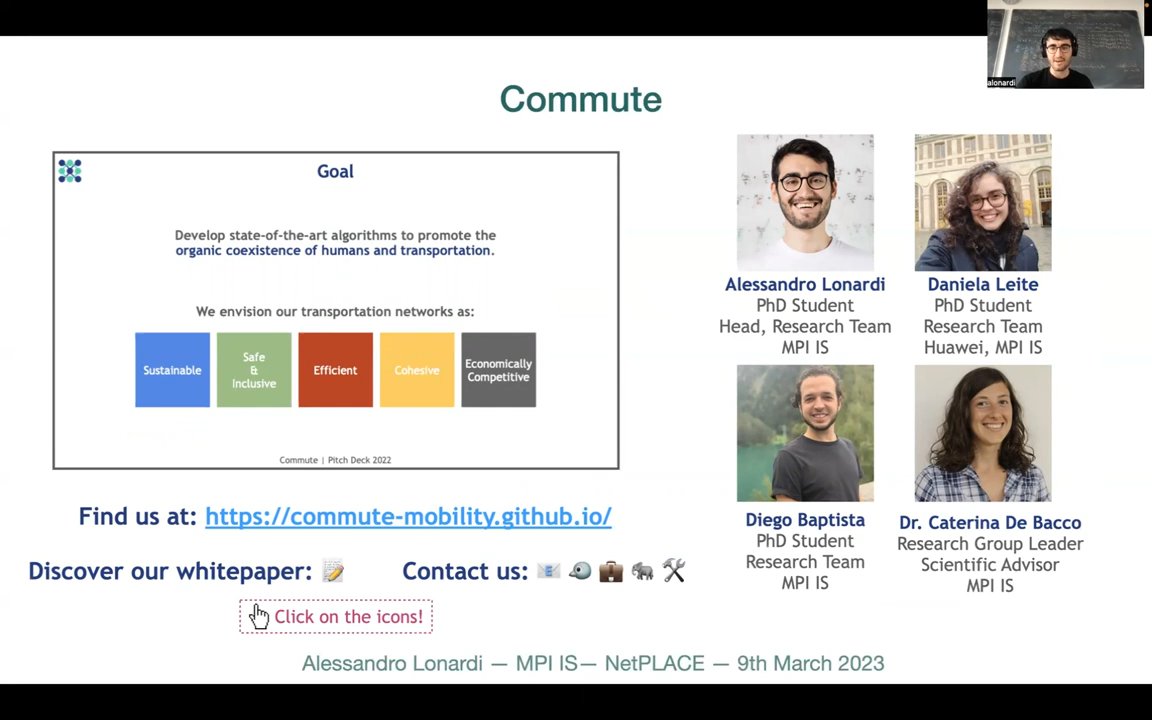 alonardi
Commute
Goal
Develop state-of-the-art algorithms to promote the
organic coexistence of humans and transportation.
We envision our transportation networks as:
Sustainable
Safe
&
Inclusive
Efficient
Cohesive
Economically
Competitive
Commute | Pitch Deck 2022
Alessandro Lonardi
PhD Student
Head, Research Team
MPI IS
Daniela Leite
PhD Student
Research Team
Huawei, MPI IS
Diego Baptista
PhD Student
Research Team
MPI IS
Dr. Caterina De Bacco
Research Group Leader
Scientific Advisor
MPI IS
Find us at: https://commute-mobility.github.io/
Discover our whitepaper:
Contact us:
Click on the icons!
Alessandro Lonardi — MPI IS— NetPLACE — 9th March 2023